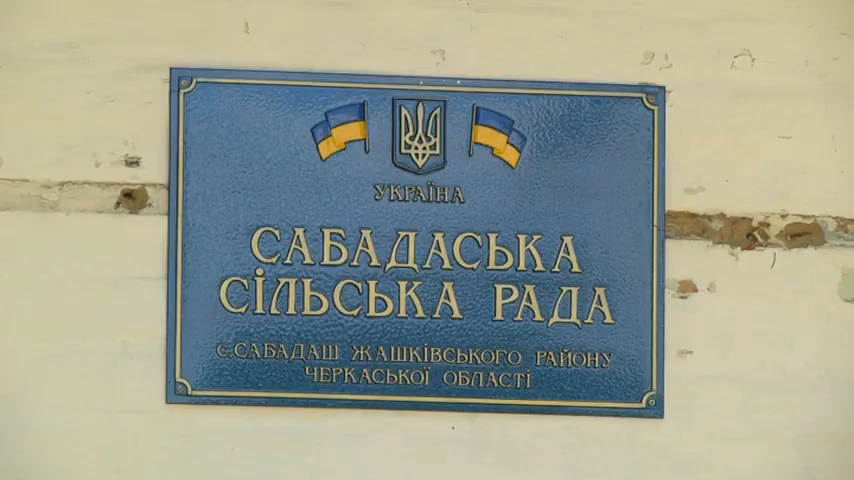 УКРАЇНА
САБАДАСЬКА
СІЛЬСЬКА РАДА
с. САБАДАШ ЖАШКІВСЬКОГО РАЙОНУ
ЧЕРКАСЬКОЇ ОБЛАСТІ